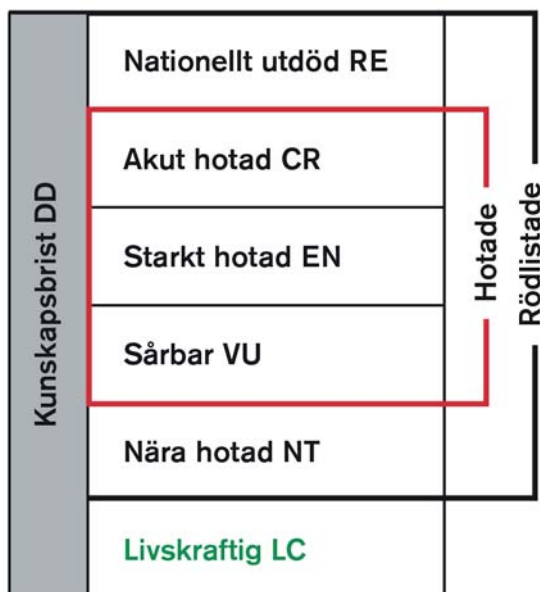 Kunskapsbrist DD
Nationellt utdöd RE
Akut hotad CR
Starkt hotad EN
Sårbar VU
Nära hotad NT
Livskraftig LC
Hotade
Rödlistade